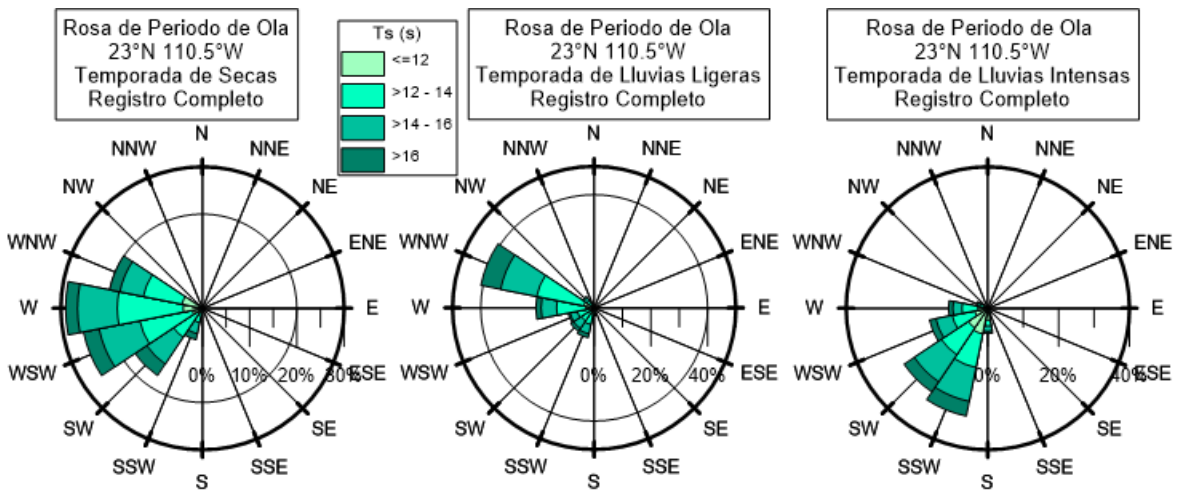 Rosa de Periodo de Ola
23°N 110.5°W
Temporada de Secas
Registro Completo
Ts (s)
<=12
>12 - 14
>14 - 16
>16
Rosa de Periodo de Ola
23°N 110.5°W
Temporada de Lluvias Ligeras
Registro Completo
Rosa de Periodo de Ola
23°N 110.5°W
Temporada de Lluvias Intensas
Registro Completo
N
NNE
NE
ENE
E
ESE
SE
SSE
S
SSW
SW
WSW
W
WNW
NW
NNW
0% 10% 20% 30%
N
NNE
NE
ENE
E
ESE
SE
SSE
S
SSW
SW
WSW
W
WNW
NW
NNW
0% 20% 40%
N
NNE
NE
ENE
E
ESE
SE
SSE
S
SSW
SW
WSW
W
WNW
NW
NNW
0% 20% 40%